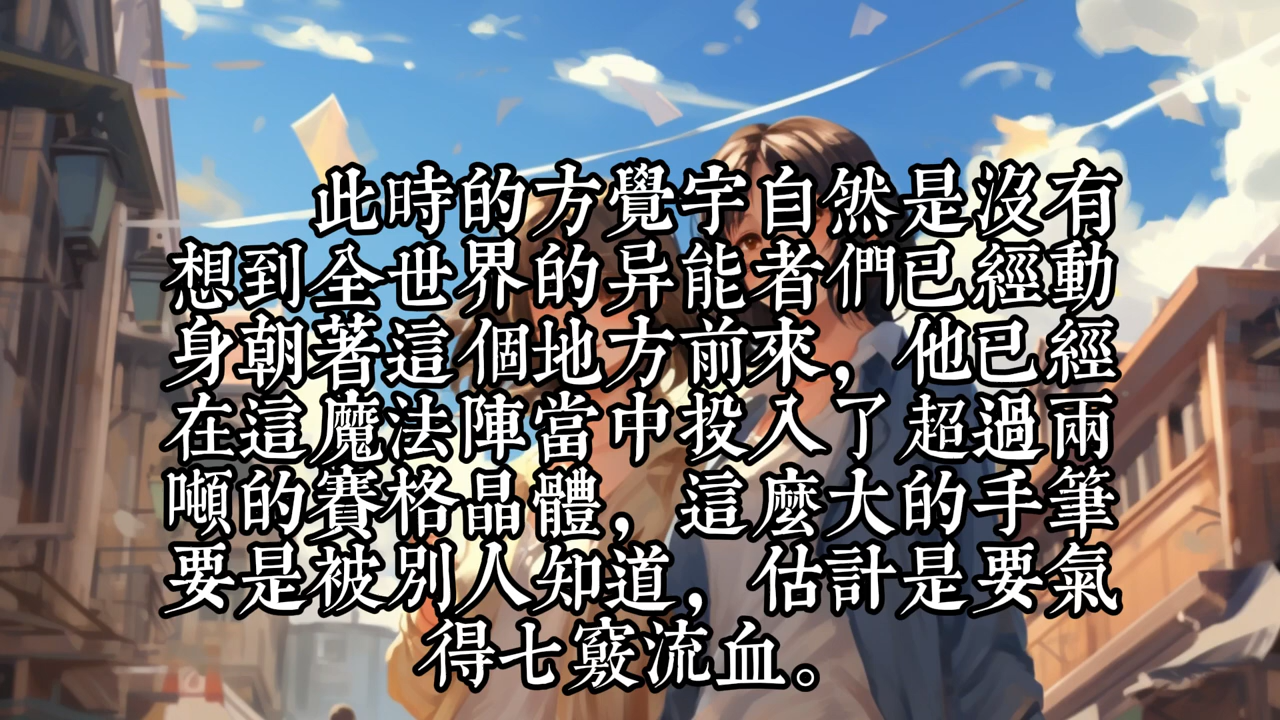 此時的方覺宇自然是沒有
想到全世界的异能者們已經動
身朝著這個地方前來，他已經
在這魔法陣當中投入了超過兩
噸的賽格晶體，這麼大的手筆
要是被別人知道，估計是要氣
得七竅流血。